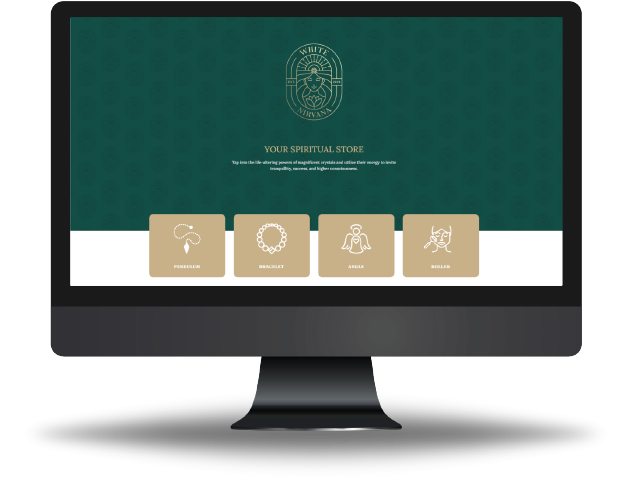 WHITE
NIRVANA
YOUR SPIRITUAL STORE
Tap into the life-altering powers of magnificent crystals and utilize their energy to invite
tranquillity, success, and higher consciousness.
PENDULUM
BRACELET
ANGEL
ROLLER